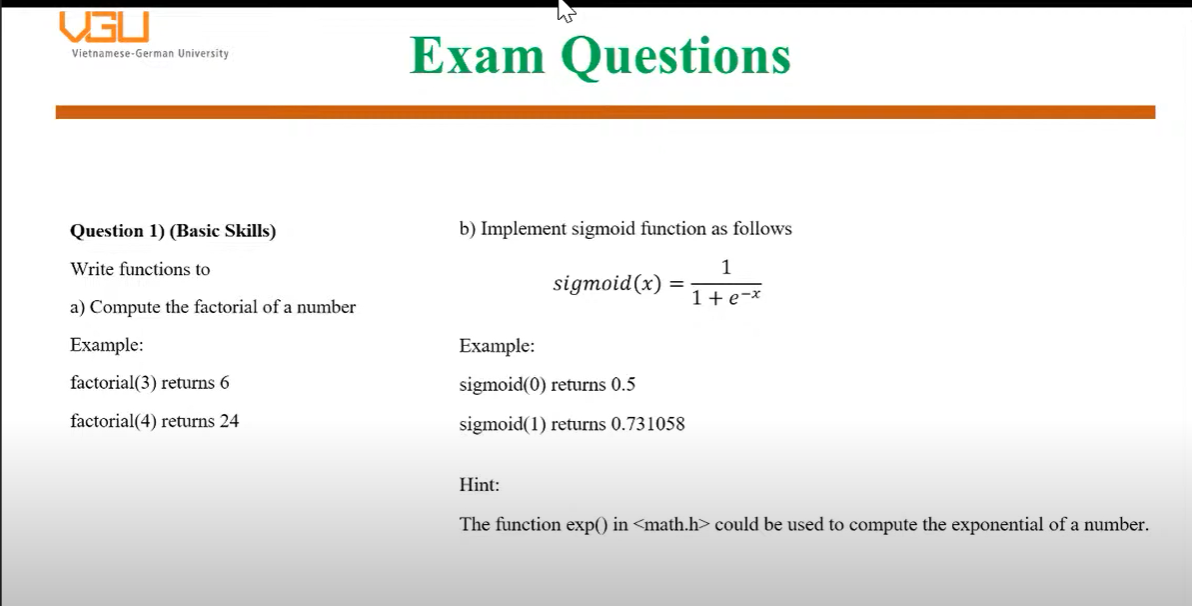 VGU
Vietnamese-German University
Exam Questions
Question 1) (Basic Skills)
Write functions to
a) Compute the factorial of a number
Example:
factorial(3) returns 6
factorial(4) returns 24
b) Implement sigmoid function as follows
sigmoid(x) = 1 / (1 + e^{-x})
Example:
sigmoid(0) returns 0.5
sigmoid(1) returns 0.731058
Hint:
The function exp() in <math.h> could be used to compute the exponential of a number.